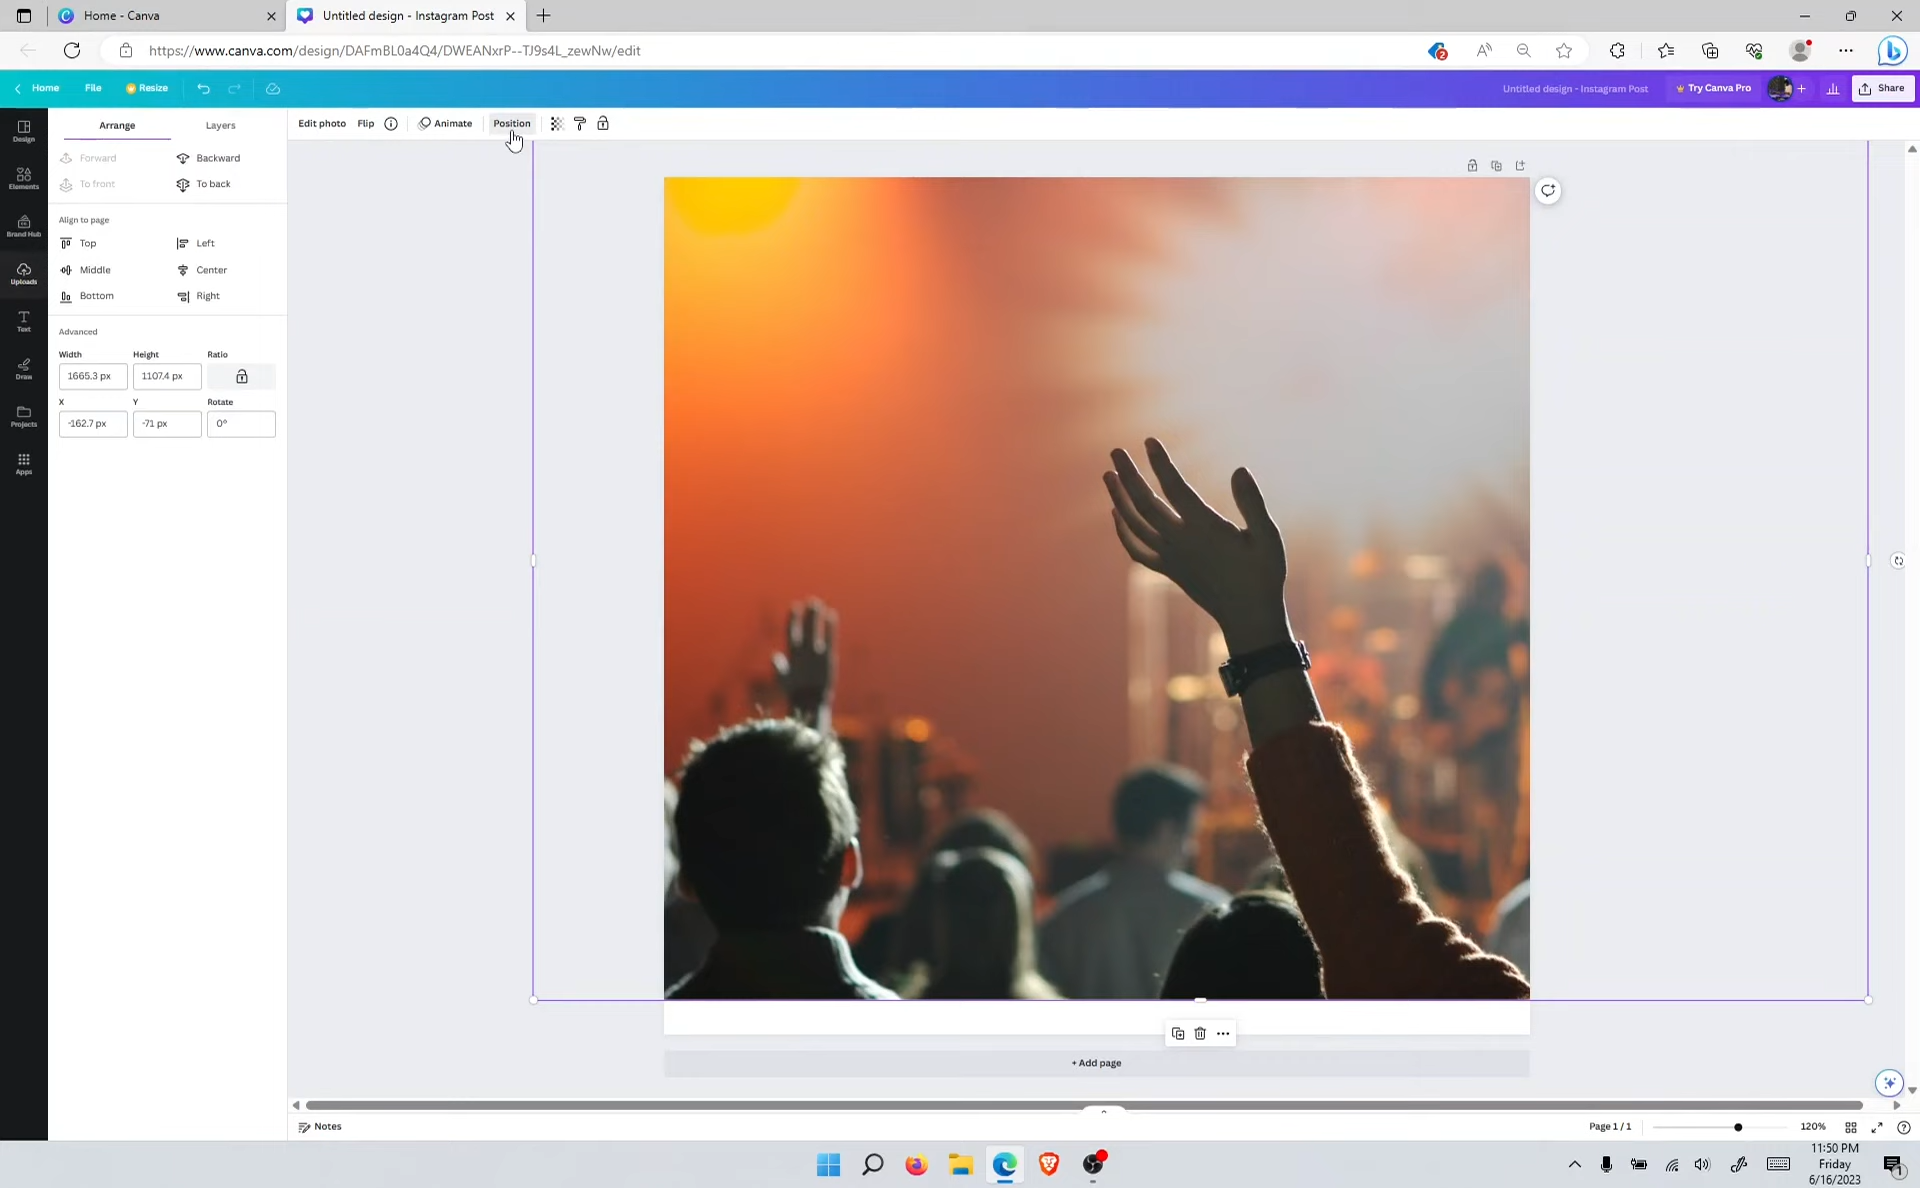 Home - Canva
Untitled design - Instagram Post
https://www.canva.com/design/DAFmBL0a4Q4/DWEANxrP--TJ9s4L_zewNw/edit
2
Home
File
Resize
Untitled design - Instagram Post
Try Canva Pro
Share
Design
Elements
Brand Hub
Uploads
Text
Draw
Projects
Apps
Arrange
Layers
Forward
Backward
To front
To back
Align to page
Top
Left
Middle
Center
Bottom
Right
Advanced
Width
Height
Ratio
1665.3 px
1107.4 px
X
Y
Rotate
-162.7 px
-71 px
0°
Edit photo
Flip
Animate
Position
+ Add page
Notes
Page 1 / 1
120%
11:50 PM
Friday
6/16/2023
1